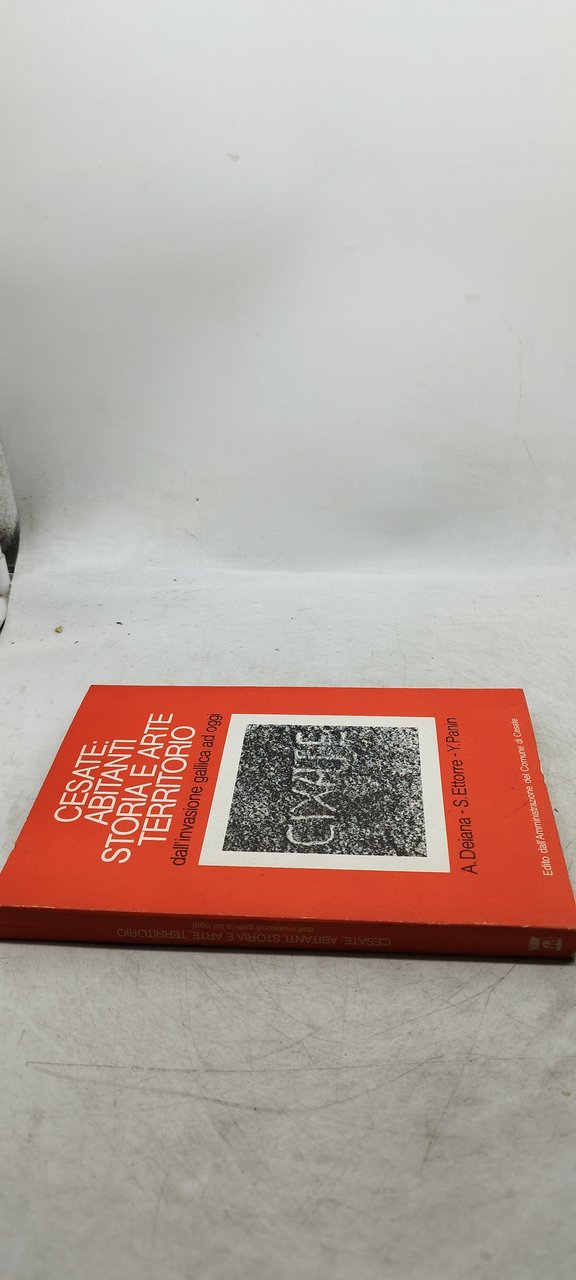 CESATE:
ABITANTI
STORIA E ARTE
TERRITORIO
dall'invasione gallica ad oggi
CIXATE
A. Deiana - S. Ettorre - Y. Panin
Edito dall'Amministrazione del Comune di Cesate
CESATE: ABITANTI, STORIA E ARTE, TERRITORIO
dall'invasione gallica ad oggi